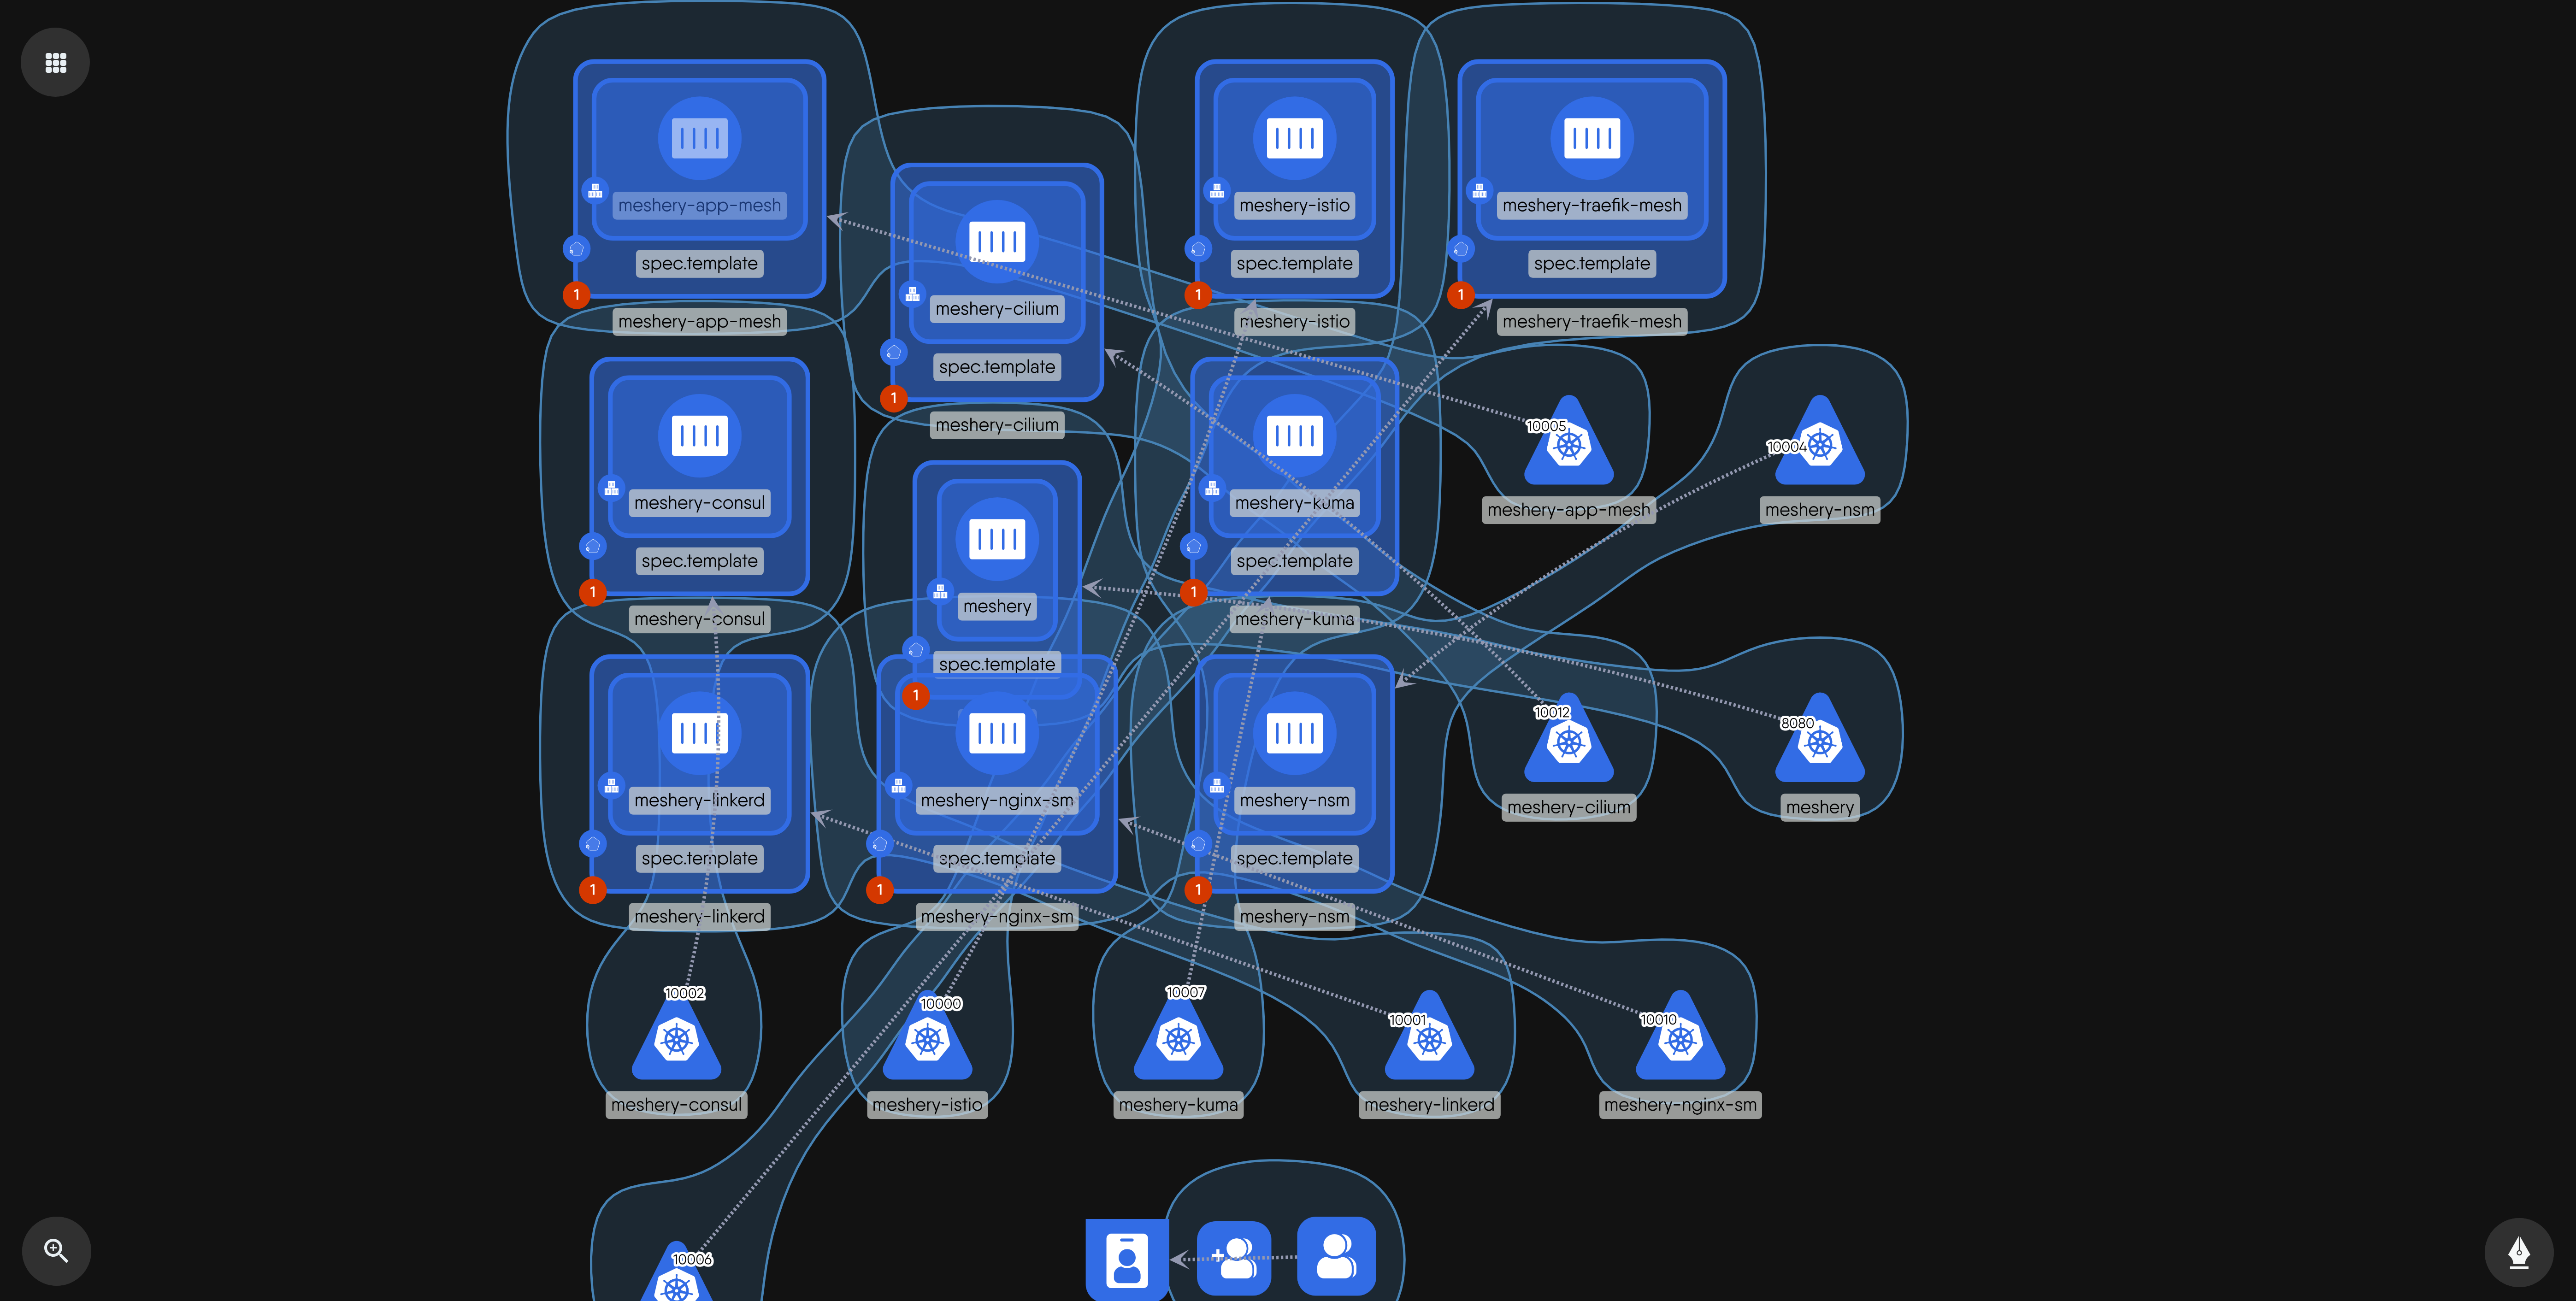 meshery-app-mesh
spec.template
1
meshery-app-mesh
meshery-cilium
spec.template
1
meshery-cilium
meshery-istio
spec.template
1
meshery-istio
meshery-traefik-mesh
spec.template
1
meshery-traefik-mesh
meshery-consul
spec.template
1
meshery-consul
meshery
spec.template
1
meshery-kuma
spec.template
1
meshery-kuma
10005
meshery-app-mesh
10004
meshery-nsm
meshery-linkerd
spec.template
1
meshery-linkerd
meshery-nginx-sm
spec.template
1
meshery-nginx-sm
meshery-nsm
spec.template
1
meshery-nsm
10012
meshery-cilium
8080
meshery
10002
meshery-consul
10000
meshery-istio
10007
meshery-kuma
10001
meshery-linkerd
10010
meshery-nginx-sm
10006